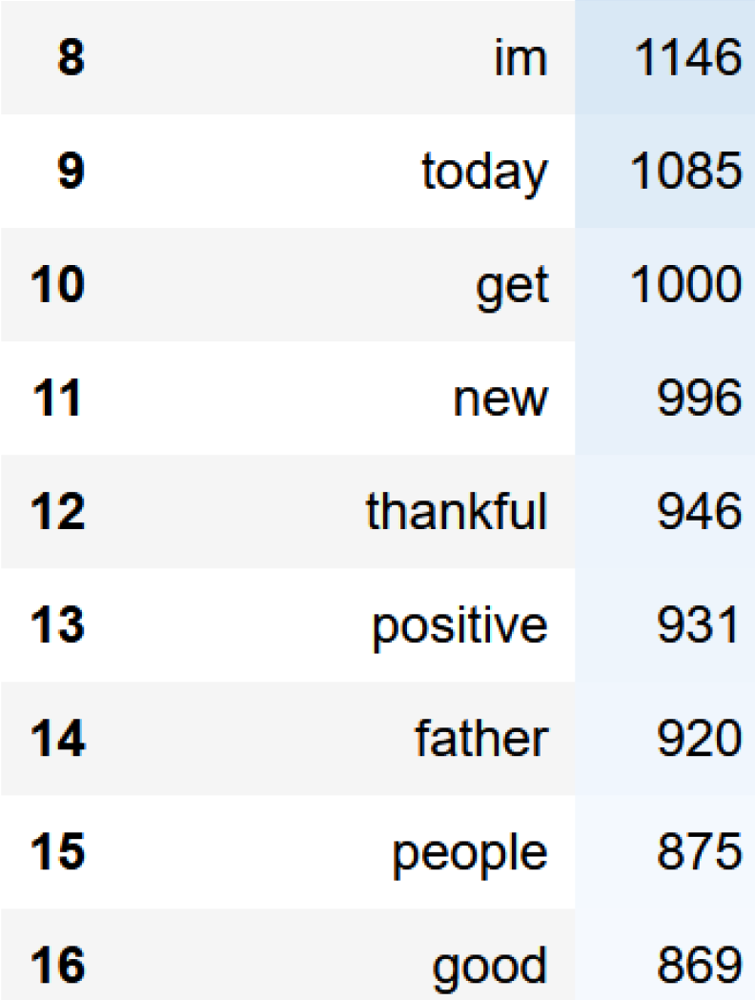 8 im 1146
9 today 1085
10 get 1000
11 new 996
12 thankful 946
13 positive 931
14 father 920
15 people 875
16 good 869